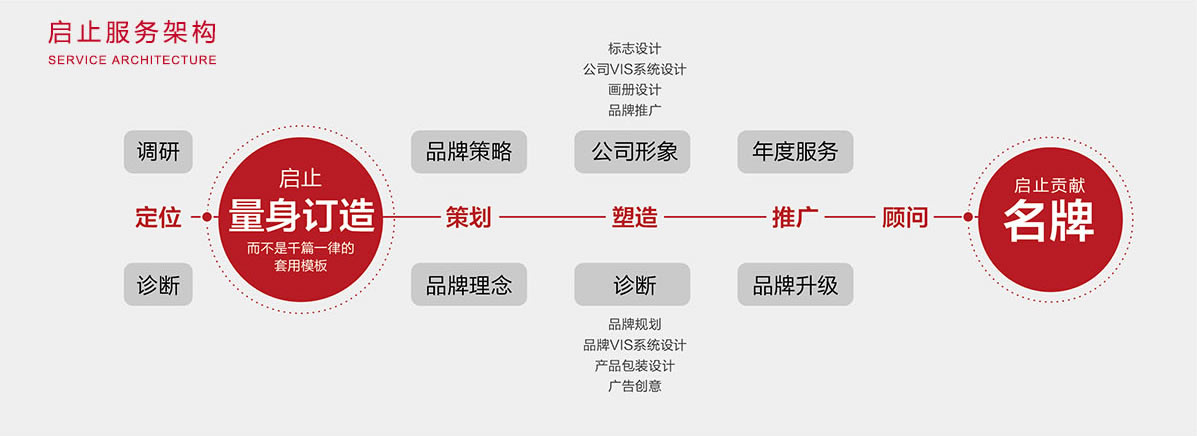 启止服务架构
SERVICE ARCHITECTURE
标志设计
公司VIS系统设计
画册设计
品牌推广
调研
品牌策略
公司形象
年度服务
启止
量身订造
而不是千篇一律的
套用模板
定位
策划
塑造
推广
顾问
启止贡献
名牌
诊断
品牌理念
诊断
品牌升级
品牌规划
品牌VIS系统设计
产品包装设计
广告创意